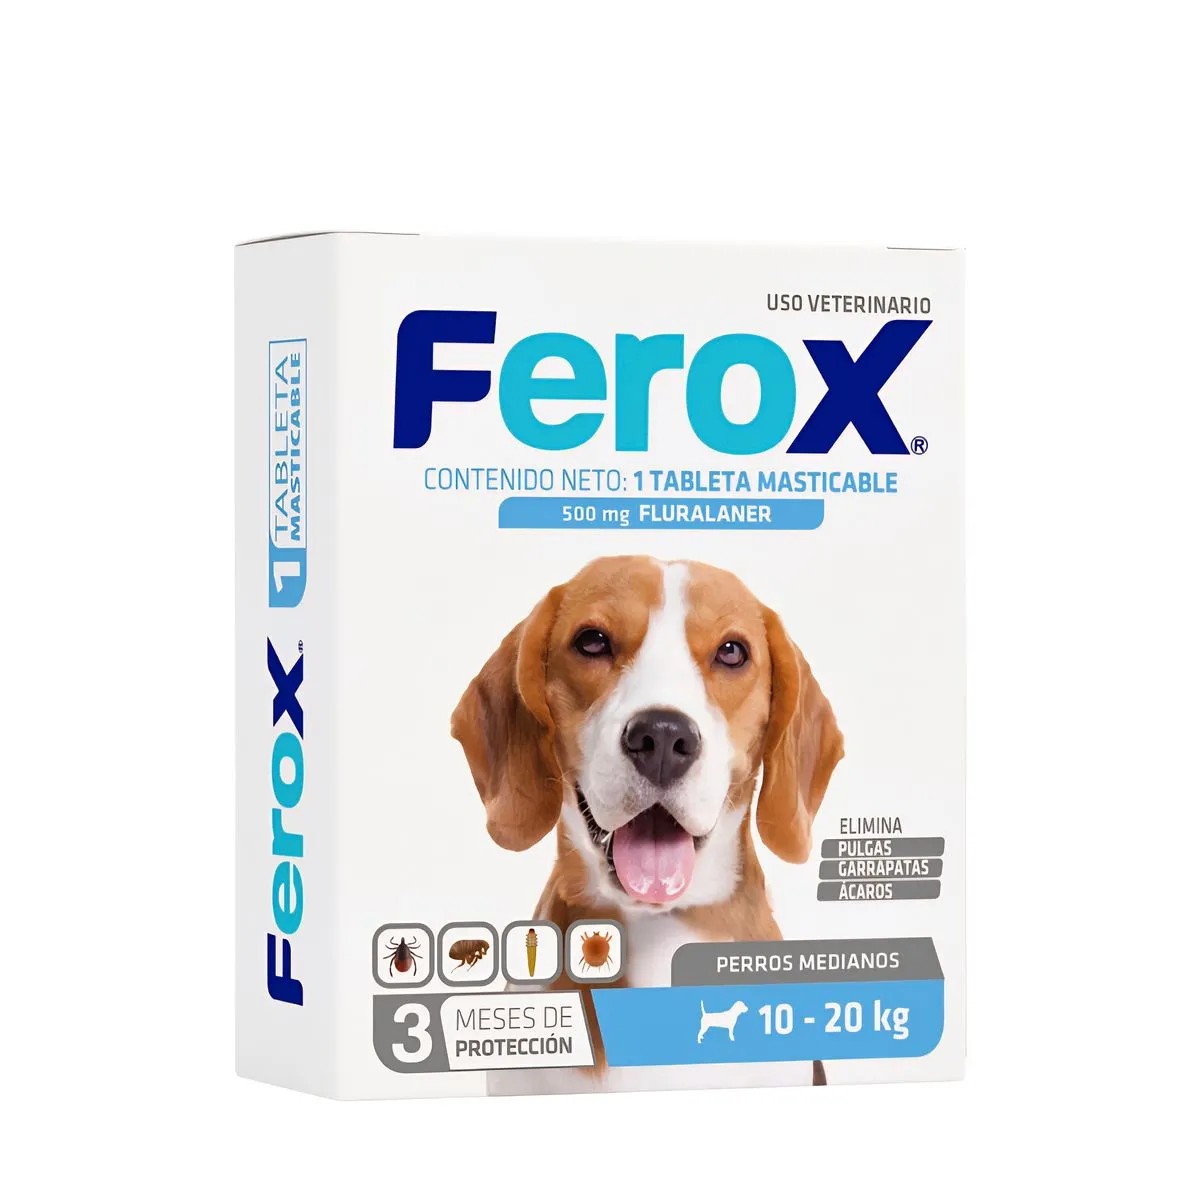 USO VETERINARIO
Ferox®
CONTENIDO NETO: 1 TABLETA MASTICABLE
500 mg FLURALANER
ELIMINA
PULGAS
GARRAPATAS
ÁCAROS
PERROS MEDIANOS
10 - 20 kg
3 MESES DE
PROTECCIÓN
1 TABLETA
MASTICABLE
Ferox®